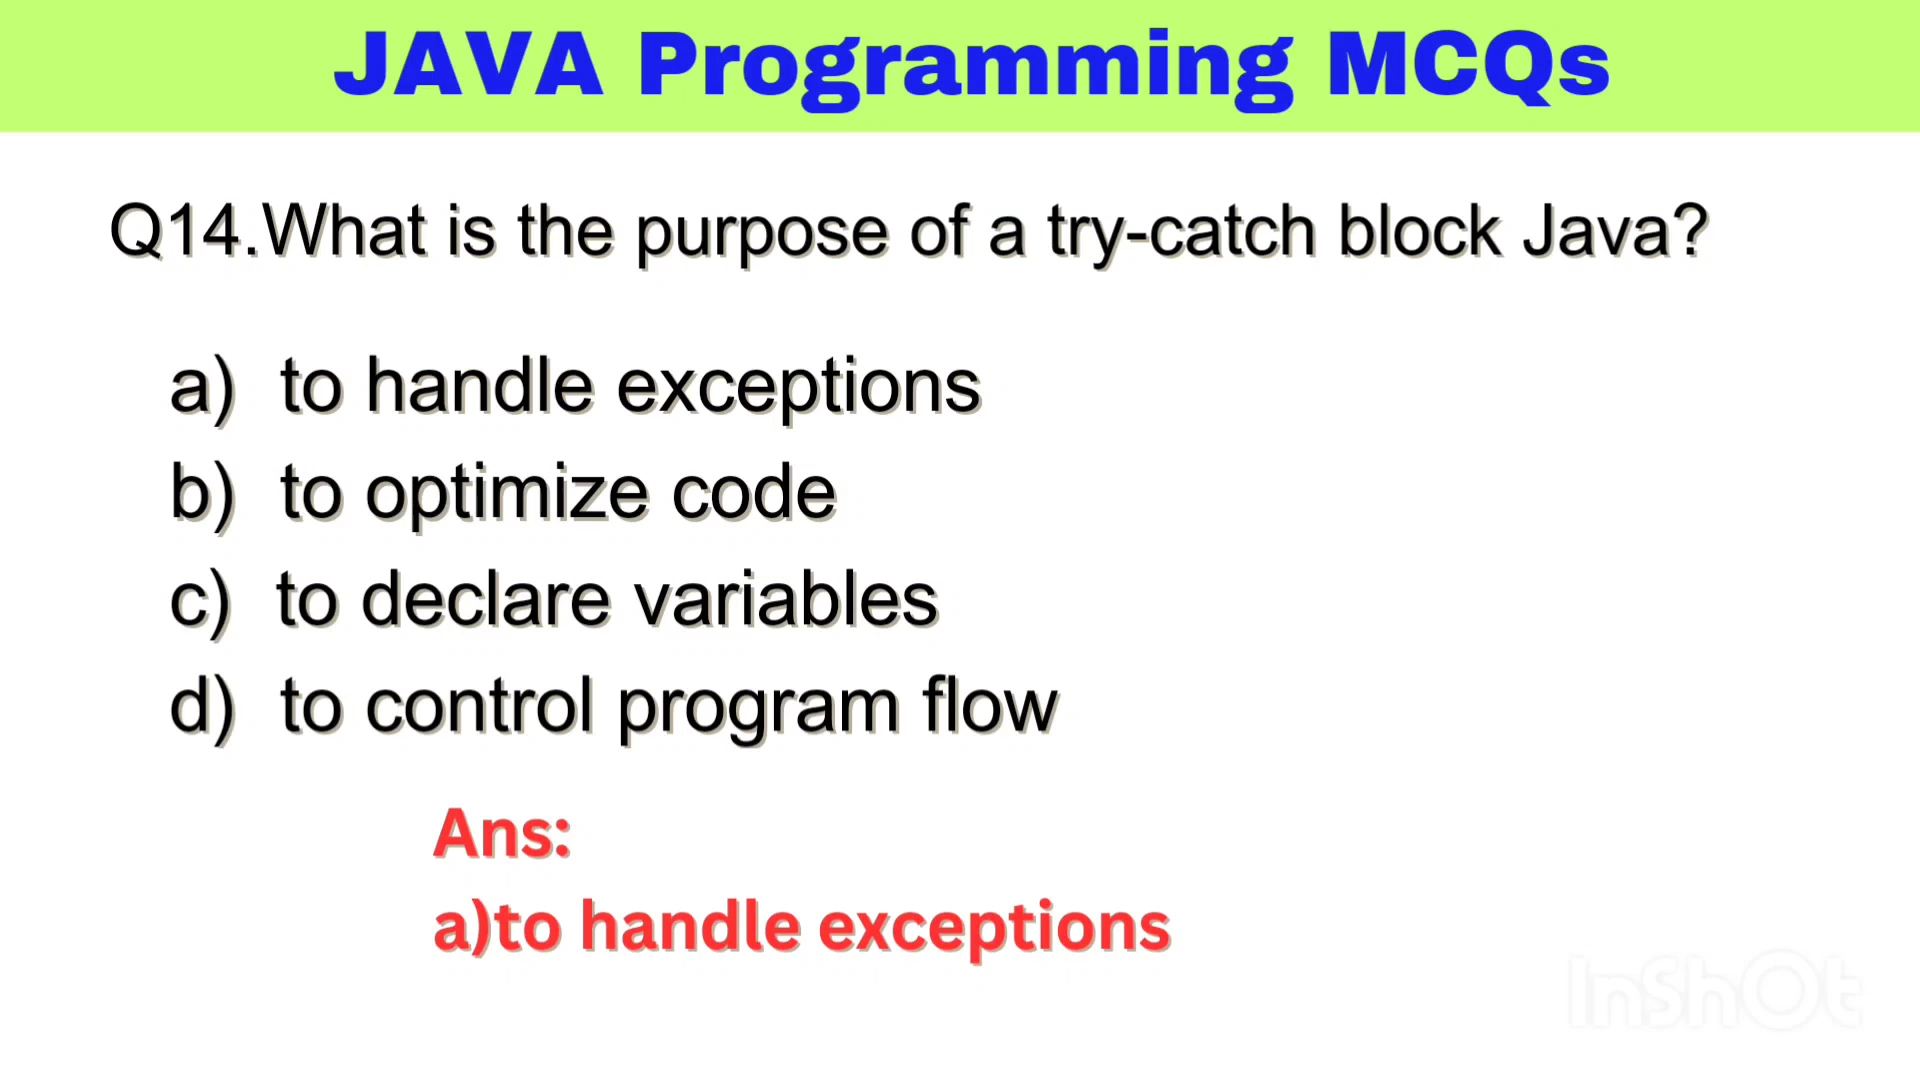 JAVA Programming MCQs
Q14.What is the purpose of a try-catch block Java?
a) to handle exceptions
b) to optimize code
c) to declare variables
d) to control program flow
Ans:
a)to handle exceptions
InShOt